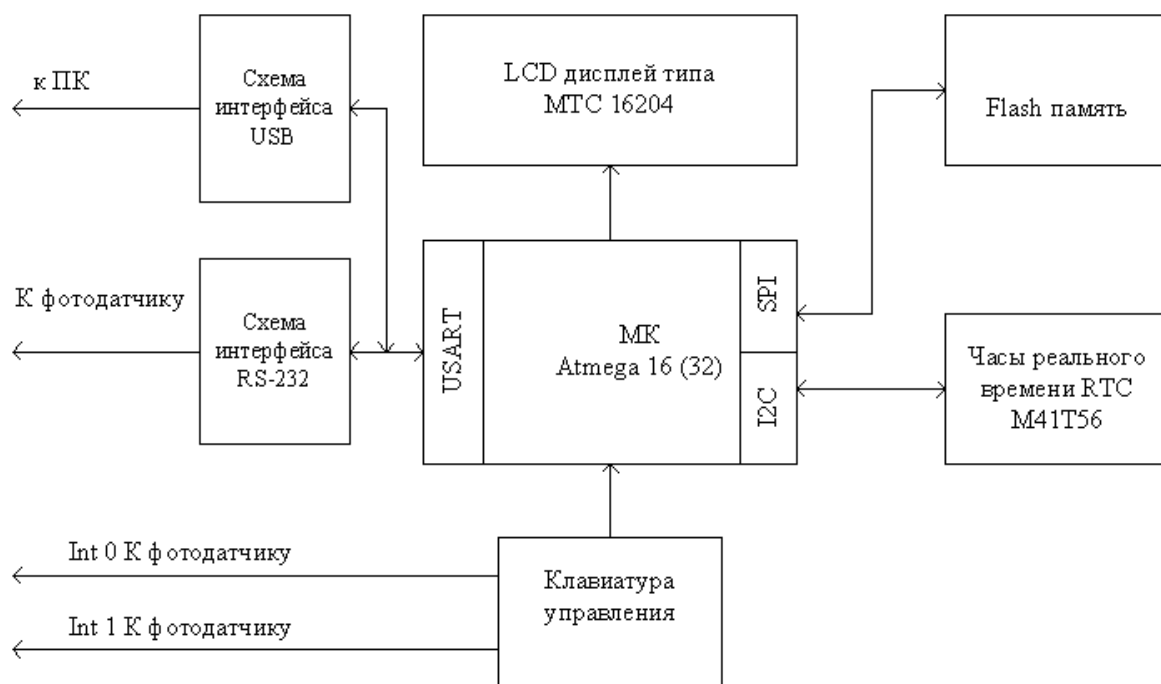 к ПК
Схема
интерфейса
USB
LCD дисплей типа
МТС 16204
Flash память
К фотодатчику
Схема
интерфейса
RS-232
USART
МК
Atmega 16 (32)
SPI
I2C
Часы реального
времени RTC
M41T56
Int 0 К фотодатчику
Int 1 К фотодатчику
Клавиатура
управления